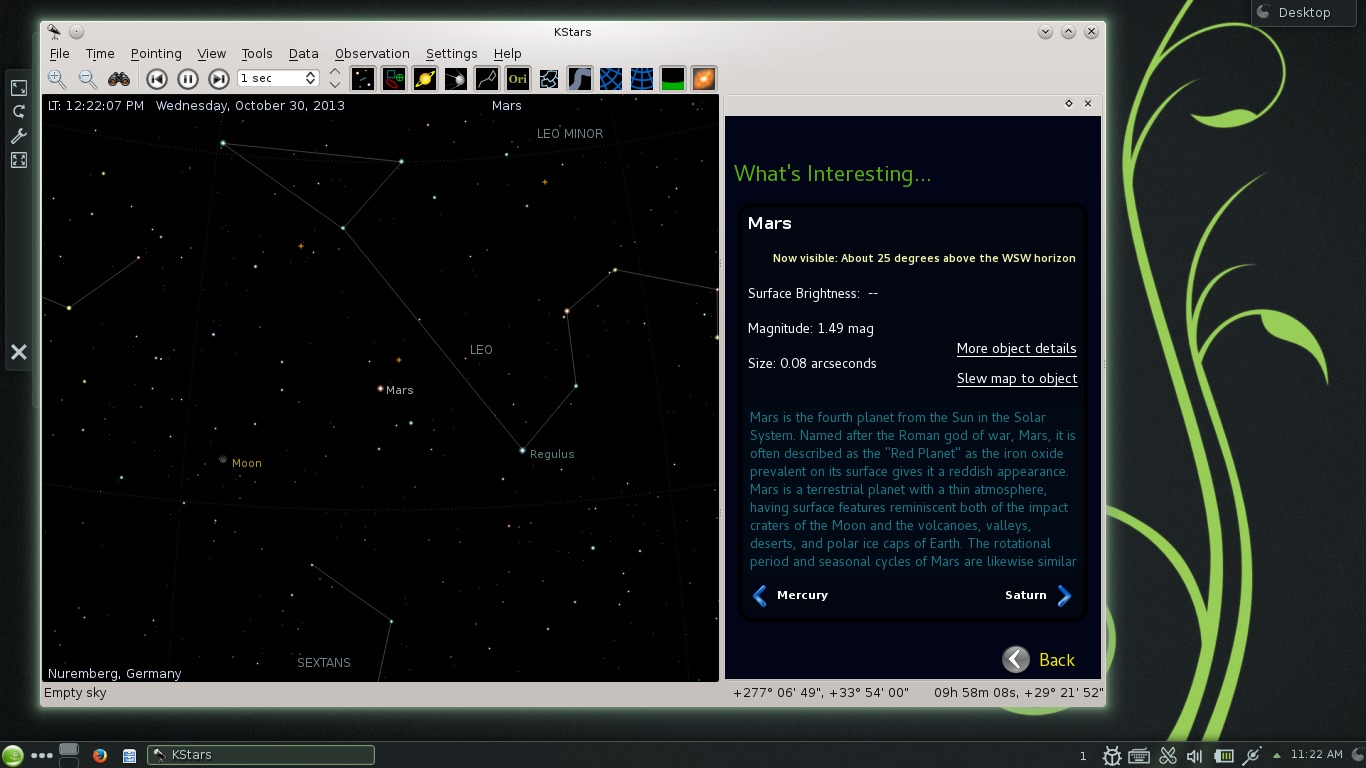 Desktop
KStars
File Time Pointing View Tools Data Observation Settings Help
1 sec
Ori
LT: 12:22:07 PM Wednesday, October 30, 2013
Mars
LEO MINOR
LEO
Mars
Regulus
Moon
SEXTANS
Nuremberg, Germany
What's Interesting...
Mars
Now visible: About 25 degrees above the WSW horizon
Surface Brightness: --
Magnitude: 1.49 mag
More object details
Size: 0.08 arcseconds
Slew map to object
Mars is the fourth planet from the Sun in the Solar
System. Named after the Roman god of war, Mars, it is
often described as the "Red Planet" as the iron oxide
prevalent on its surface gives it a reddish appearance.
Mars is a terrestrial planet with a thin atmosphere,
having surface features reminiscent both of the impact
craters of the Moon and the volcanoes, valleys,
deserts, and polar ice caps of Earth. The rotational
period and seasonal cycles of Mars are likewise similar
Mercury
Saturn
Back
Empty sky
+277° 06' 49", +33° 54' 00" 09h 58m 08s, +29° 21' 52"
KStars
1
11:22 AM